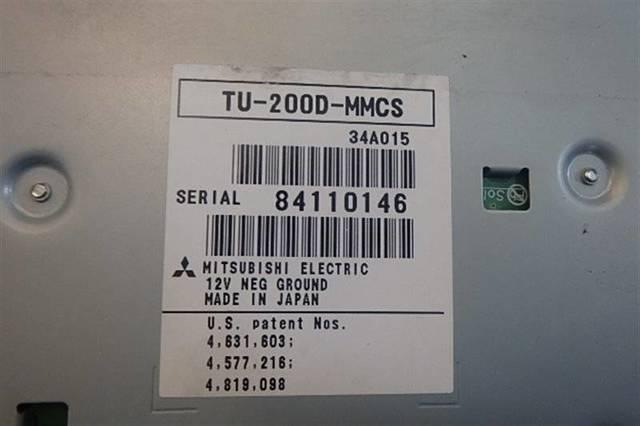 TU-200D-MMCS
34A015
SERIAL 84110146
MITSUBISHI ELECTRIC
12V NEG GROUND
MADE IN JAPAN
U.S. patent Nos.
4,631,603;
4,577,216;
4,819,098